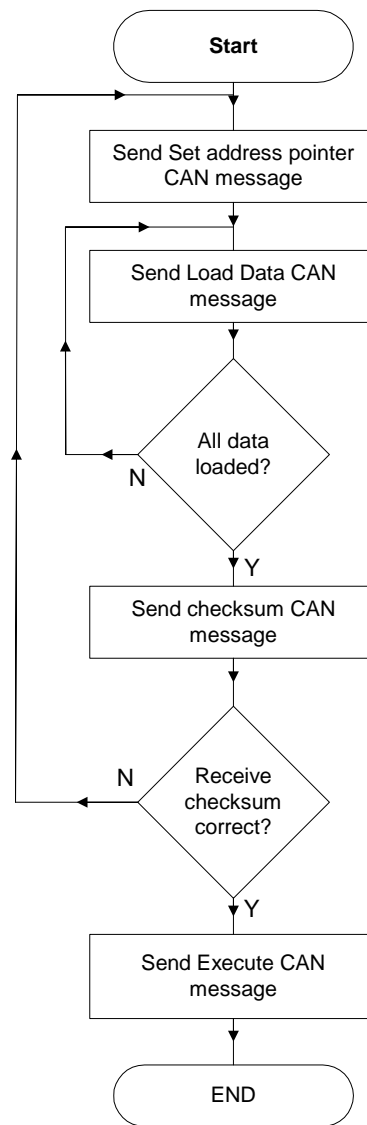 Start
Send Set address pointer
CAN message
Send Load Data CAN
message
All data
loaded?
N
Y
Send checksum CAN
message
N
Receive
checksum
correct?
Y
Send Execute CAN
message
END